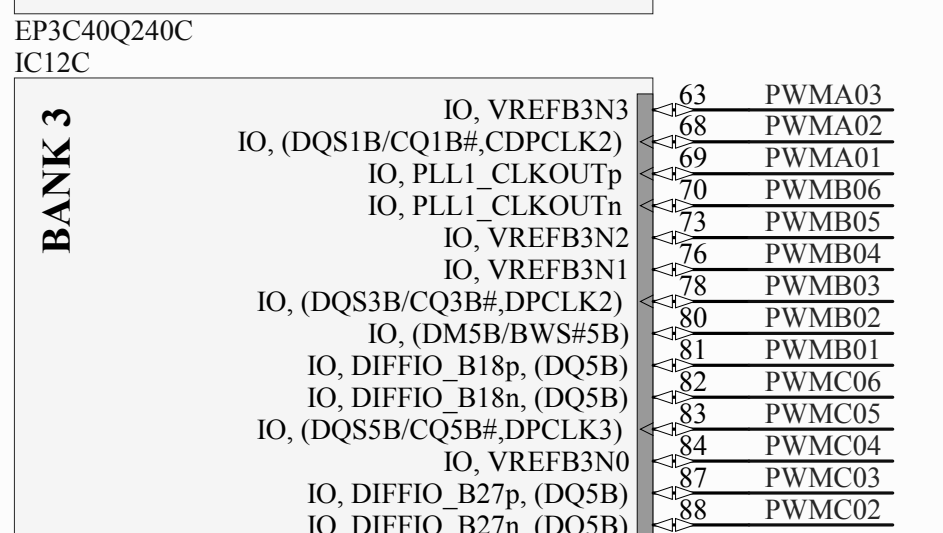 EP3C40Q240C
IC12C
BANK 3
IO, VREFB3N3 63 PWMA03
IO, (DQS1B/CQ1B#,CDPCLK2) 68 PWMA02
IO, PLL1_CLKOUTp 69 PWMA01
IO, PLL1_CLKOUTn 70 PWMB06
IO, VREFB3N2 73 PWMB05
IO, VREFB3N1 76 PWMB04
IO, (DQS3B/CQ3B#,DPCLK2) 78 PWMB03
IO, (DM5B/BWS#5B) 80 PWMB02
IO, DIFFIO_B18p, (DQ5B) 81 PWMB01
IO, DIFFIO_B18n, (DQ5B) 82 PWMC06
IO, (DQS5B/CQ5B#,DPCLK3) 83 PWMC05
IO, VREFB3N0 84 PWMC04
IO, DIFFIO_B27p, (DQ5B) 87 PWMC03
IO, DIFFIO_B27n, (DQ5B) 88 PWMC02